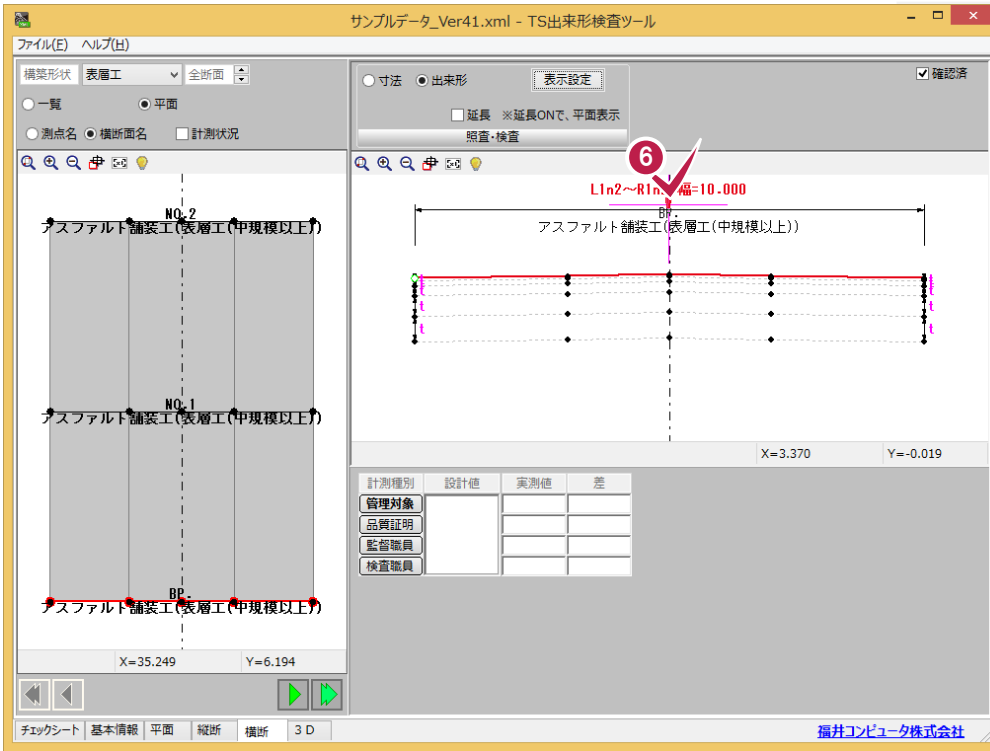 サンプルデータ_Ver41.xml - TS出来形検査ツール
ファイル(F) ヘルプ(H)
構築形状 表層工 全断面
一覧 平面
測点名 横断面名 計測状況
NO.2
アスファルト舗装工(表層工(中規模以上))
NO.1
アスファルト舗装工(表層工(中規模以上))
BP.
アスファルト舗装工(表層工(中規模以上))
X=35.249 Y=6.194
寸法 出来形 表示設定 確認済
延長 ※延長ONで、平面表示
照査・検査
6
L1n2～R1n 幅=10.000
BP.
アスファルト舗装工(表層工(中規模以上))
t t
t t
t t
X=3.370 Y=-0.019
計測種別 設計値 実測値 差
管理対象
品質証明
監督職員
検査職員
チェックシート 基本情報 平面 縦断 横断 3 D
福井コンピュータ株式会社